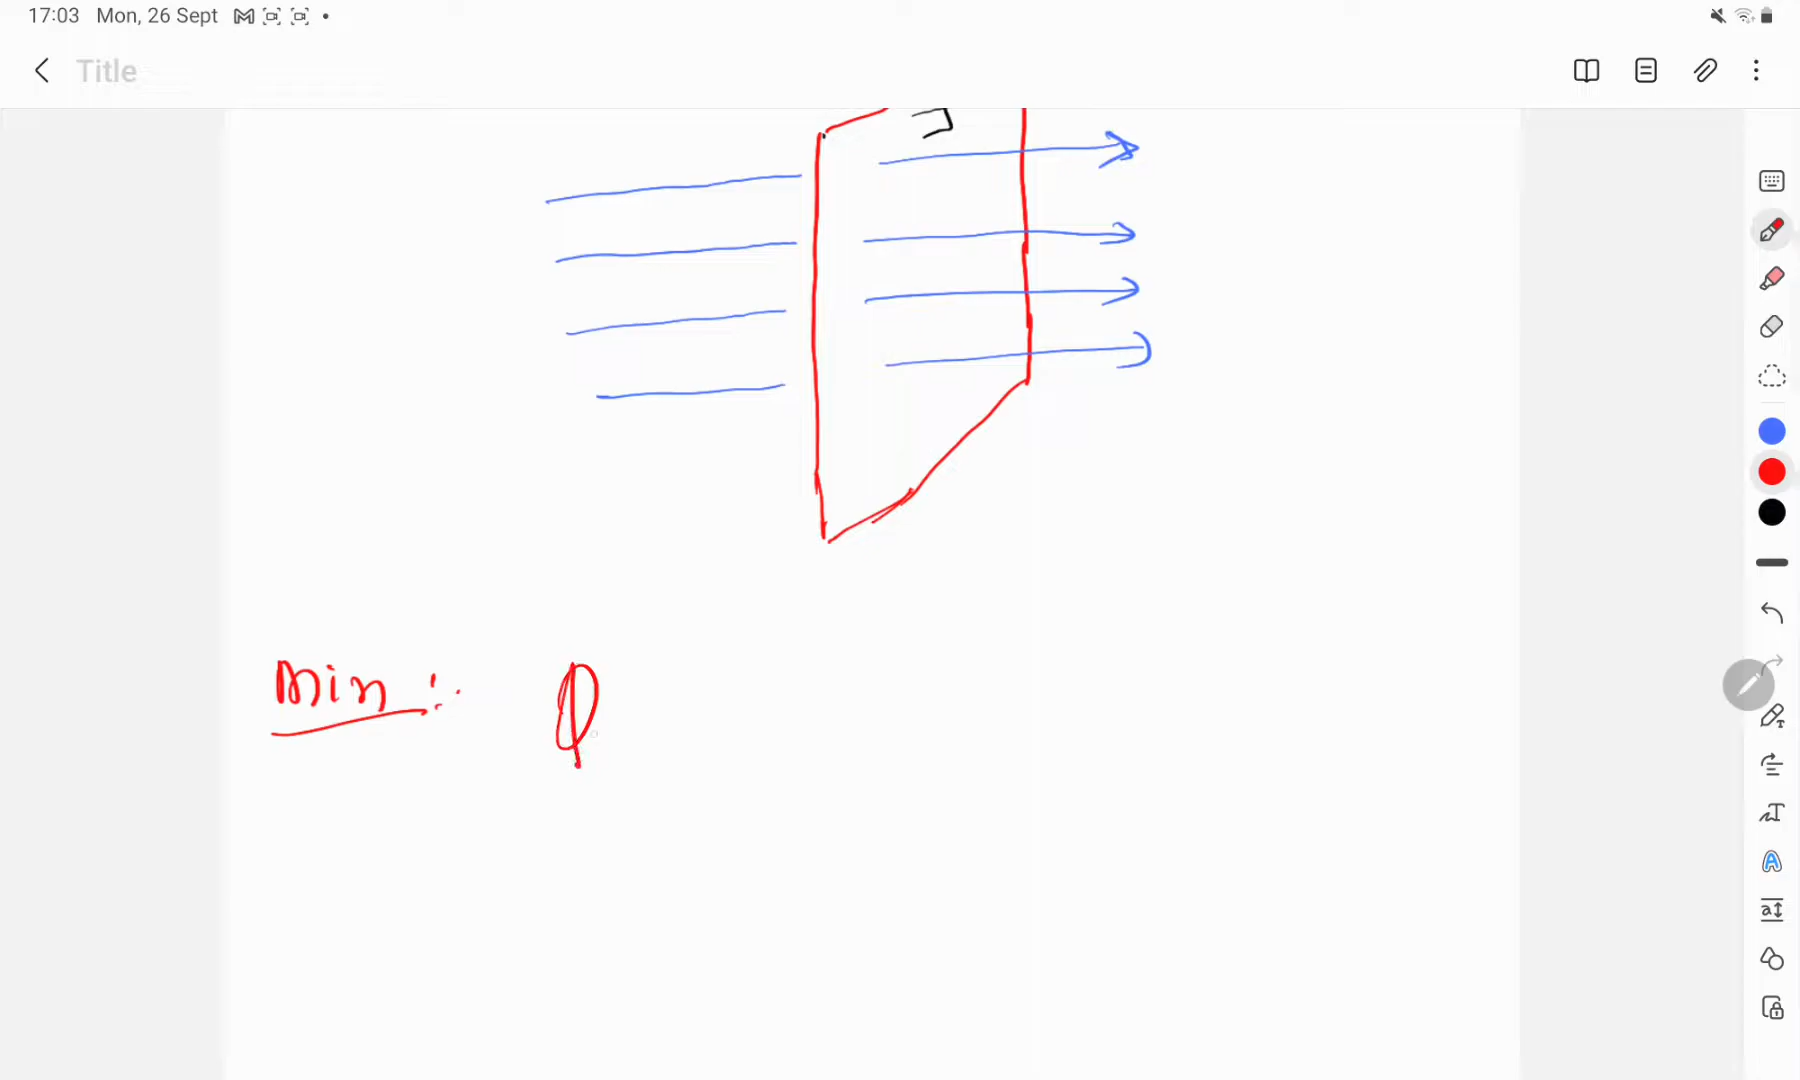 17:03 Mon, 26 Sept
Title
Min :- φ